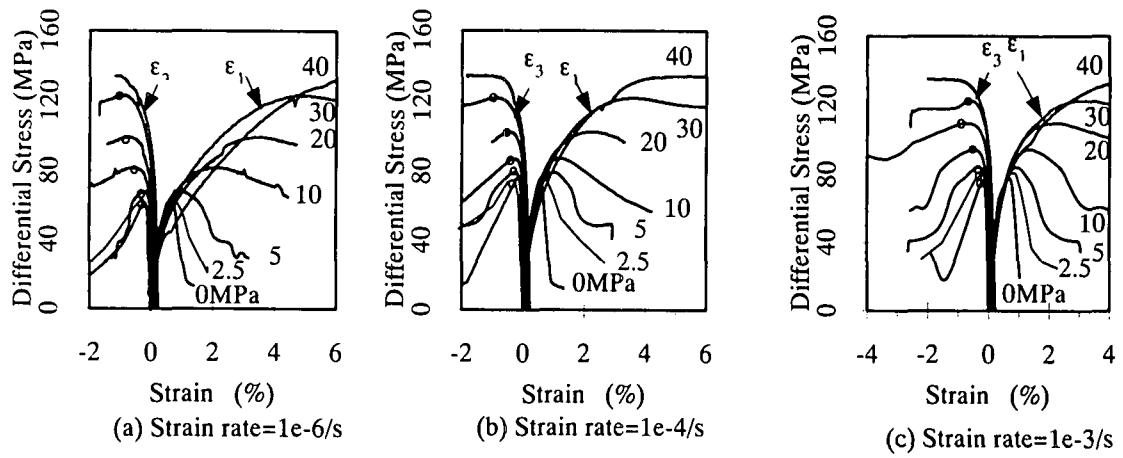 Differential Stress (MPa)
0 40 80 120 160
ε3 ε1
40
30
20
10
5
2.5
0MPa
-2 0 2 4 6
Strain (%)
(a) Strain rate=1e-6/s
Differential Stress (MPa)
0 40 80 120 160
ε3 ε1
40
30
20
10
5
2.5
0MPa
-2 0 2 4 6
Strain (%)
(b) Strain rate=1e-4/s
Differential Stress (MPa)
0 40 80 120 160
ε3 ε1
40
30
20
10
5
2.5
0MPa
-4 -2 0 2 4
Strain (%)
(c) Strain rate=1e-3/s